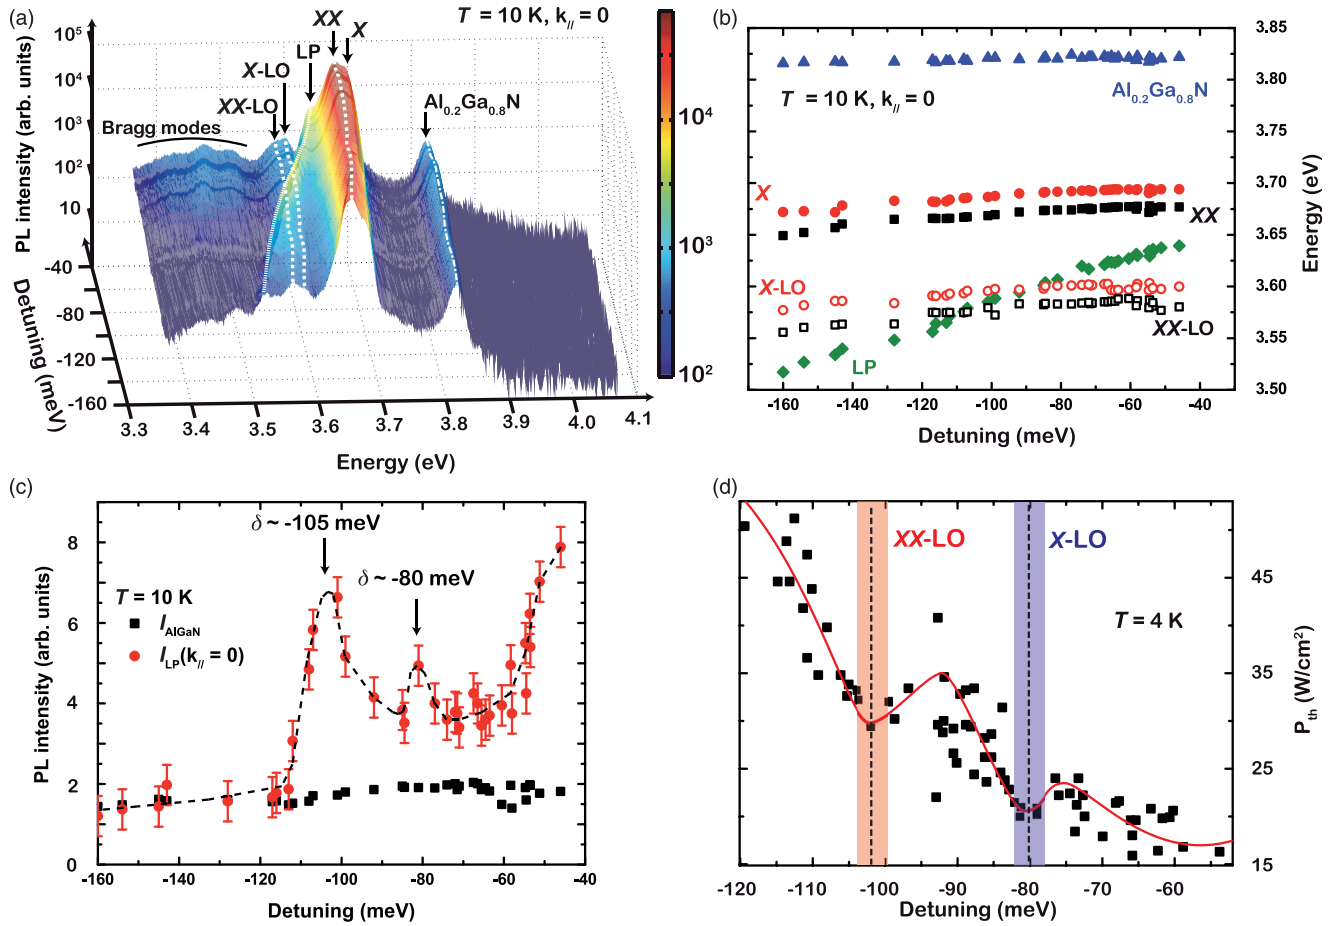 (a)
T = 10 K, k// = 0
PL intensity (arb. units)
10^5
10^4
10^3
10^2
10
-40
-80
-120
-160
Detuning (meV)
Bragg modes
XX-LO
X-LO
LP
XX
X
Al0.2Ga0.8N
3.3
3.4
3.5
3.6
3.7
3.8
3.9
4.0
4.1
Energy (eV)
10^4
10^3
10^2
(b)
Al0.2Ga0.8N
T = 10 K, k// = 0
X
XX
X-LO
XX-LO
LP
3.85
3.80
3.75
3.70
3.65
3.60
3.55
3.50
Energy (eV)
-160 -140 -120 -100 -80 -60 -40
Detuning (meV)
(c)
δ ~ -105 meV
δ ~ -80 meV
T = 10 K
IAlGaN
ILP(k// = 0)
PL intensity (arb. units)
8
6
4
2
0
-160 -140 -120 -100 -80 -60 -40
Detuning (meV)
(d)
XX-LO
X-LO
T = 4 K
45
35
25
15
Pth (W/cm^2)
-120 -110 -100 -90 -80 -70 -60
Detuning (meV)